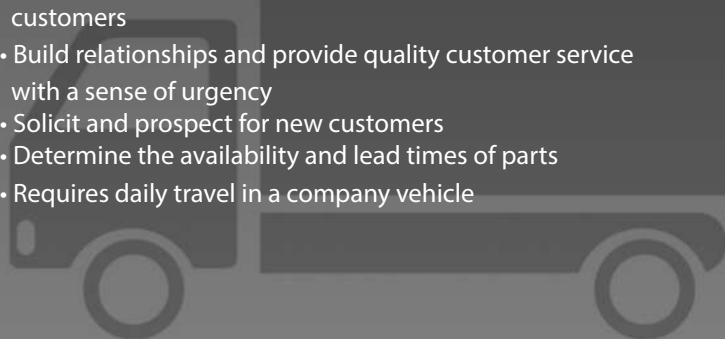 customers
• Build relationships and provide quality customer service
with a sense of urgency
• Solicit and prospect for new customers
• Determine the availability and lead times of parts
• Requires daily travel in a company vehicle